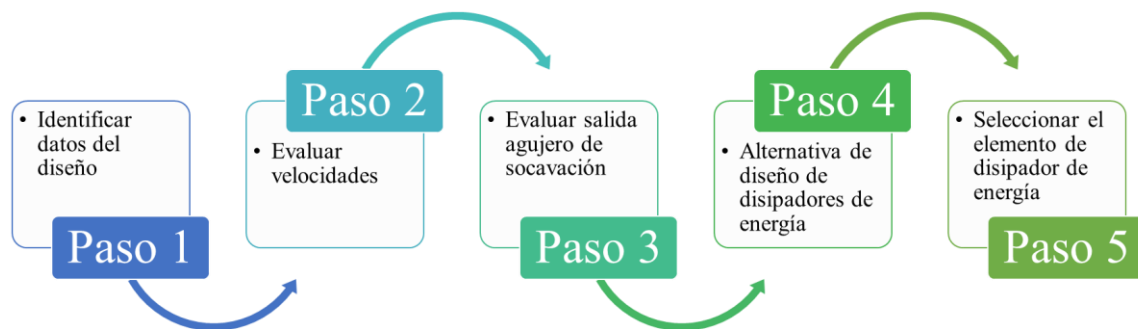 • Identificar
datos del
diseño
Paso 1
Paso 2
• Evaluar
velocidades
• Evaluar salida
agujero de
socavación
Paso 3
Paso 4
• Alternativa de
diseño de
disipadores de
energía
• Seleccionar el
elemento de
disipador de
energía
Paso 5